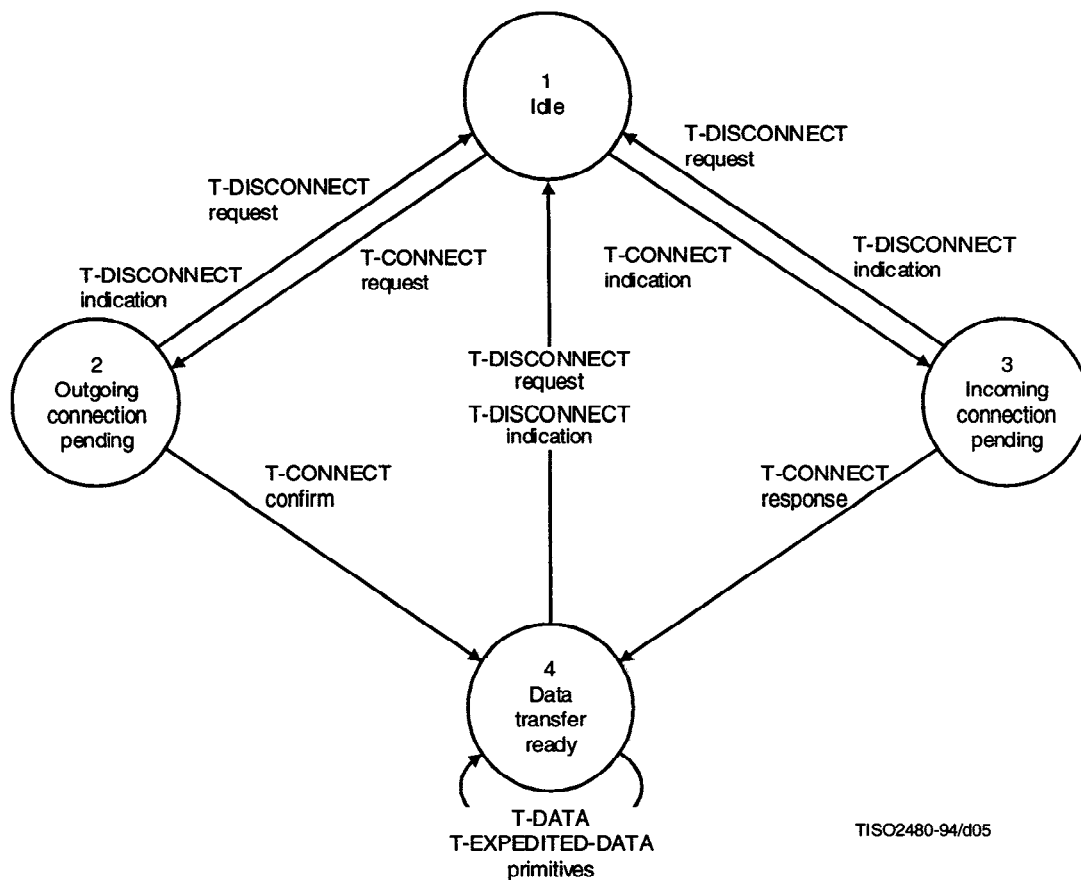 1
Idle
T-DISCONNECT
request
T-DISCONNECT
request
T-CONNECT
request
T-CONNECT
indication
T-DISCONNECT
indication
T-DISCONNECT
indication
2
Outgoing
connection
pending
T-DISCONNECT
request
T-DISCONNECT
indication
3
Incoming
connection
pending
T-CONNECT
confirm
T-CONNECT
response
4
Data
transfer
ready
T-DATA
T-EXPEDITED-DATA
primitives
TISO2480-94/d05